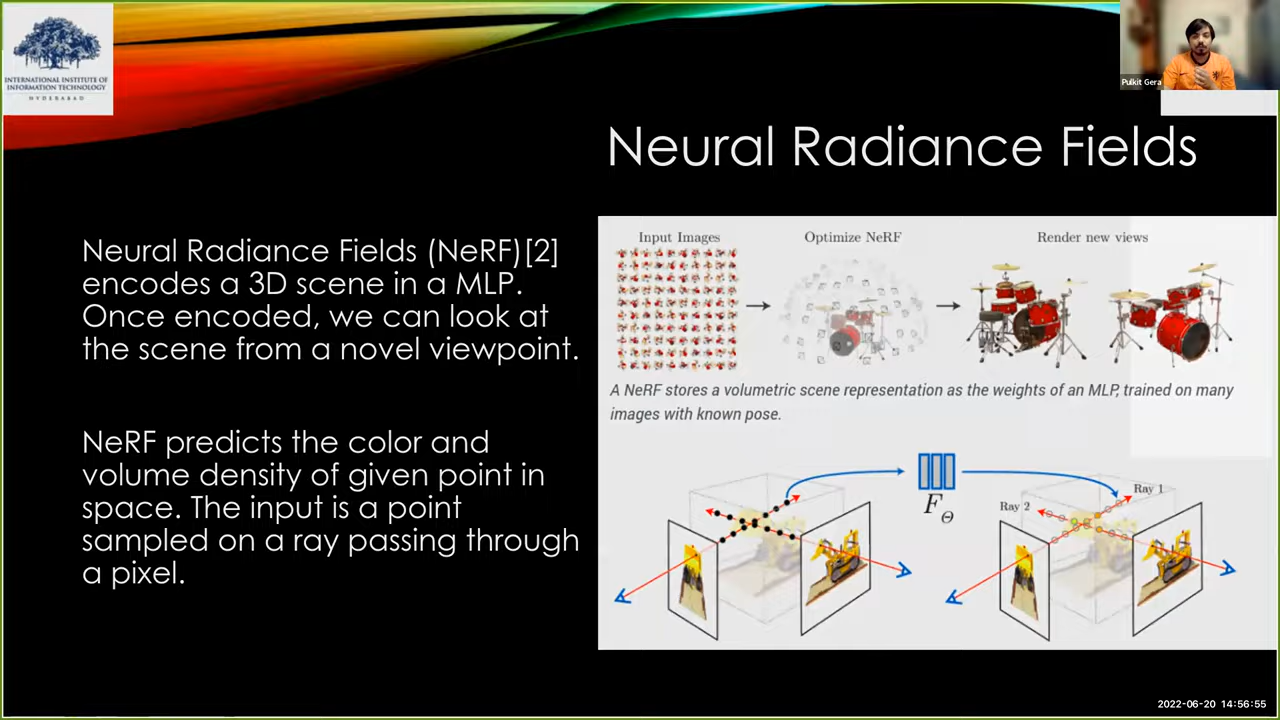 INTERNATIONAL INSTITUTE OF
INFORMATION TECHNOLOGY
HYDERABAD
Pulkit Gera
Neural Radiance Fields
Neural Radiance Fields (NeRF)[2]
encodes a 3D scene in a MLP.
Once encoded, we can look at
the scene from a novel viewpoint.
NeRF predicts the color and
volume density of given point in
space. The input is a point
sampled on a ray passing through
a pixel.
Input Images
Optimize NeRF
Render new views
A NeRF stores a volumetric scene representation as the weights of an MLP, trained on many
images with known pose.
F_Θ
Ray 1
Ray 2
2022-06-20 14:56:55